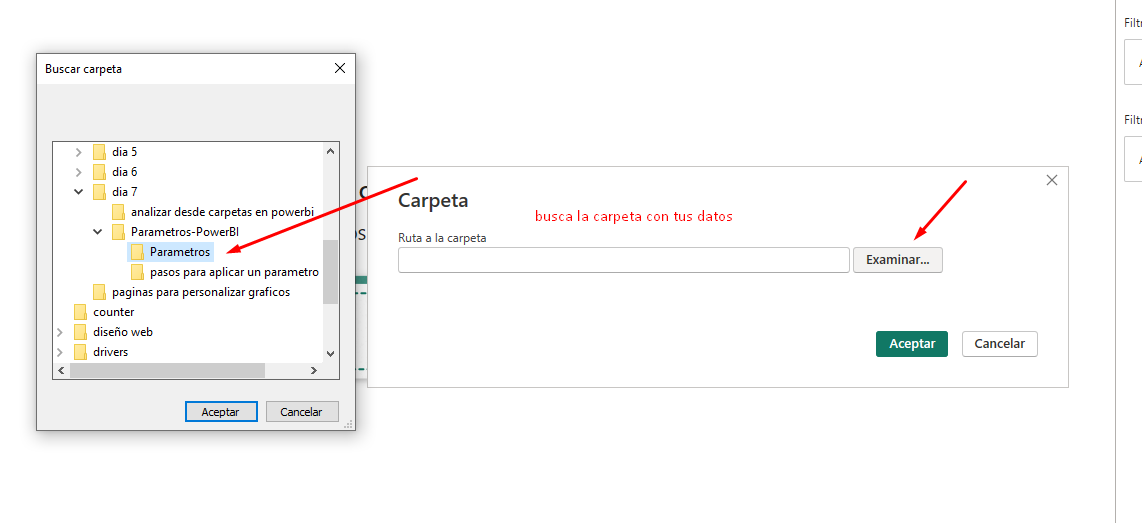 Buscar carpeta
dia 5
dia 6
dia 7
analizar desde carpetas en powerbi
Parametros-PowerBI
Parametros
pasos para aplicar un parametro
paginas para personalizar graficos
counter
diseño web
drivers
Aceptar
Cancelar
Carpeta
busca la carpeta con tus datos
Ruta a la carpeta
Examinar...
Aceptar
Cancelar